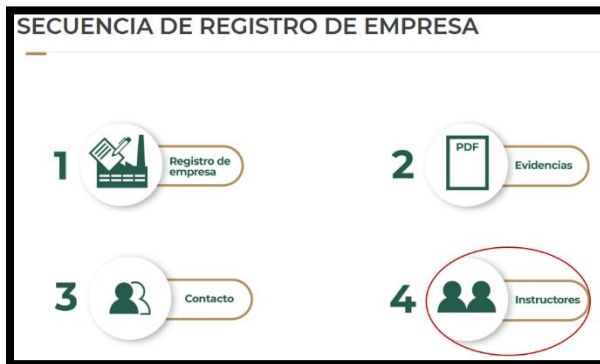 SECUENCIA DE REGISTRO DE EMPRESA
1
Registro de
empresa
2
PDF
Evidencias
3
Contacto
4
Instructores